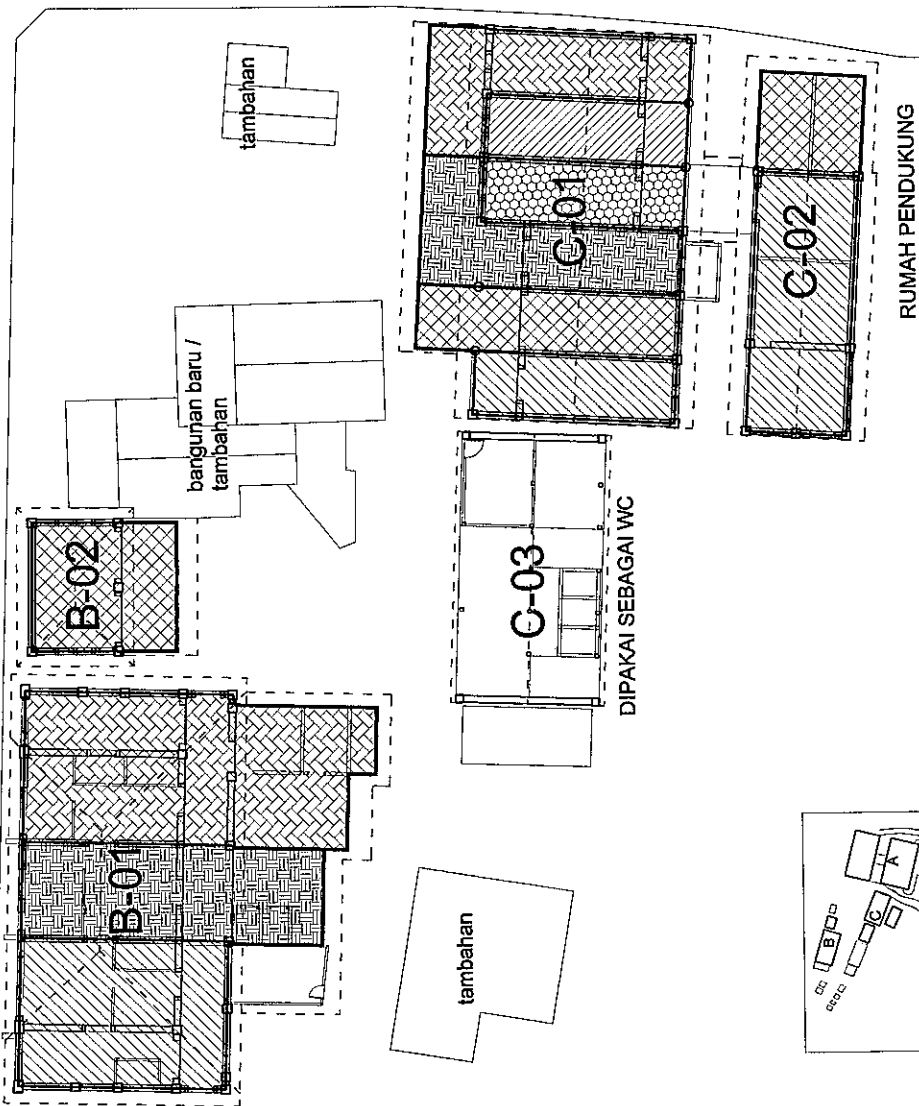 tambahan
C-01
C-02
RUMAH PENDUKUNG
bangunan baru /
tambahan
B-02
C-03
DIPAKAI SEBAGAI WC
B-01
tambahan
A
B
C